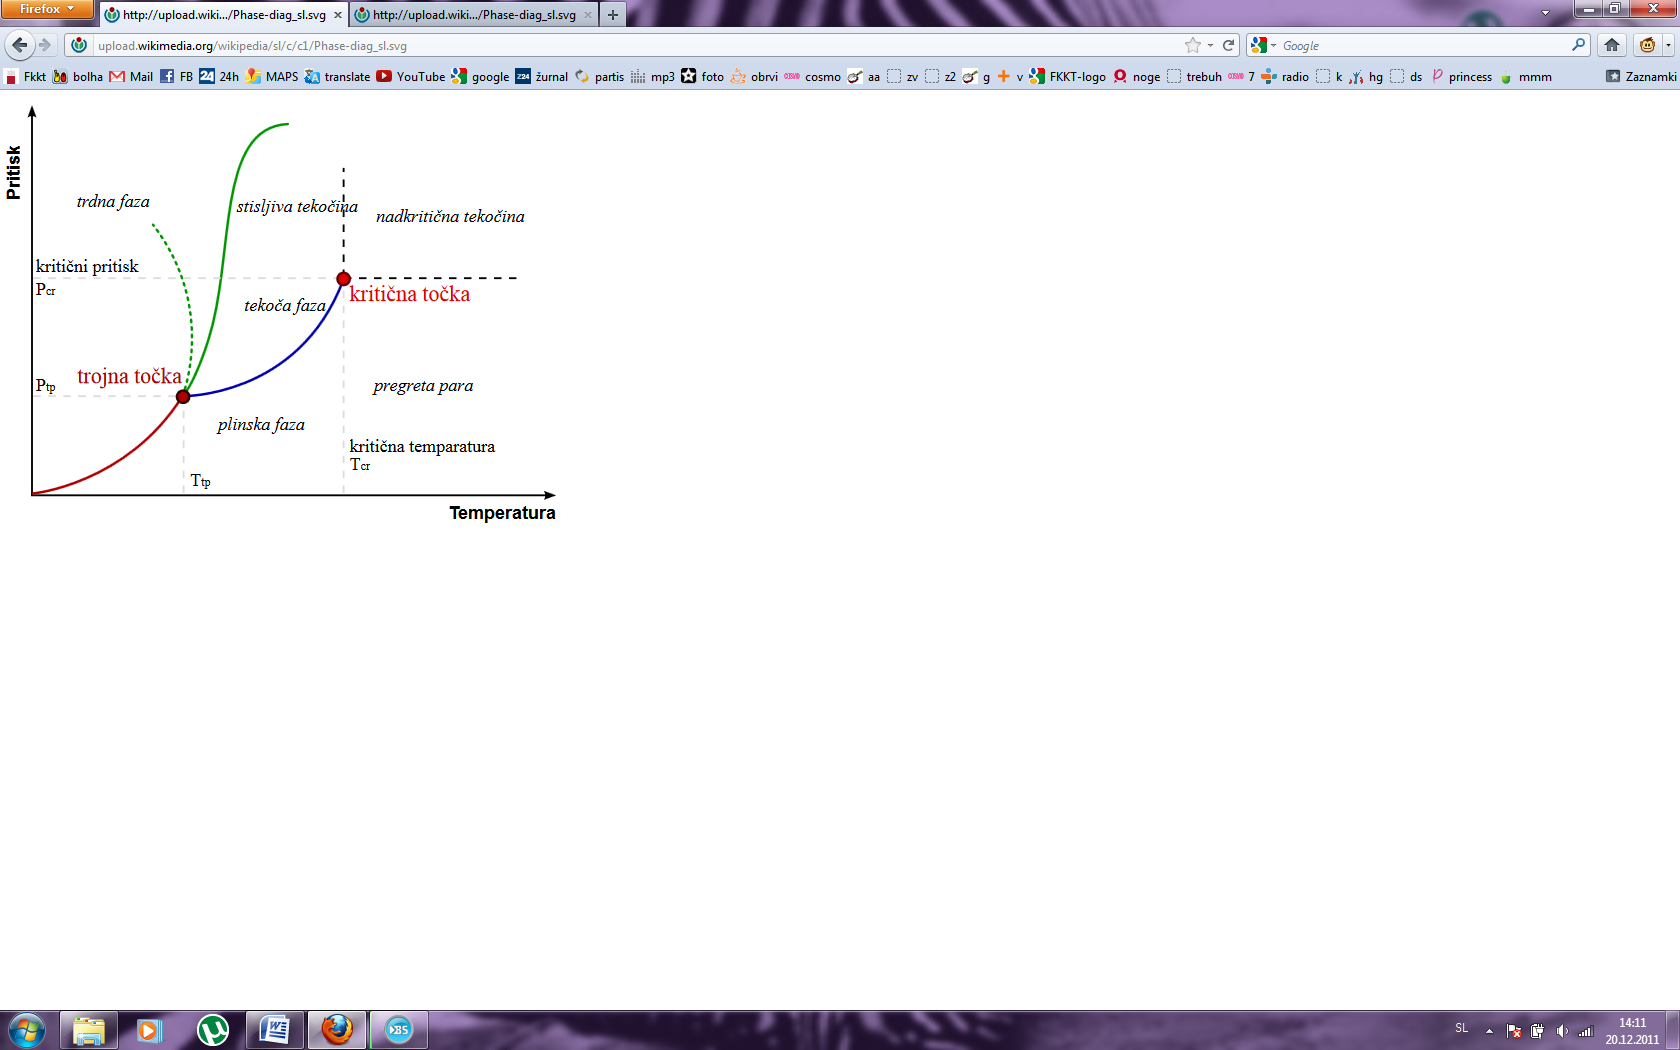 Firefox
http://upload.wiki.../Phase-diag_sl.svg
http://upload.wiki.../Phase-diag_sl.svg
upload.wikimedia.org/wikipedia/sl/c/c1/Phase-diag_sl.svg
Google
Fkkt bolha Mail FB 24h MAPS translate YouTube google žurnal partis mp3 foto obrvi cosmo aa zv z2 g v FKKT-logo noge trebuh 7 radio k hg ds princess mmm Zaznamki
Pritisk
trdna faza
stisljiva tekočina
nadkritična tekočina
kritični pritisk
Pcr
kritična točka
tekoča faza
trojna točka
Ptp
pregreta para
plinska faza
kritična temparatura
Tcr
Ttp
Temperatura
SL
14:11
20.12.2011